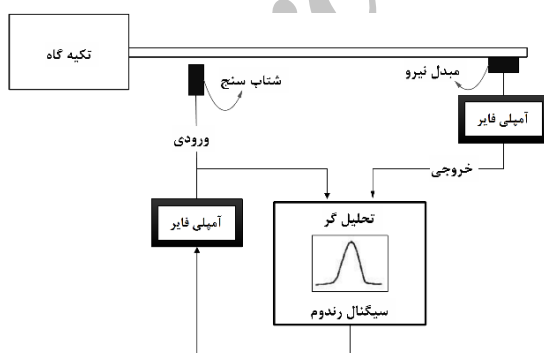 تکیه گاه
شتاب سنج
مبدل نیرو
آمپلی فایر
ورودی
خروجی
آمپلی فایر
تحلیل گر
سیگنال رندوم